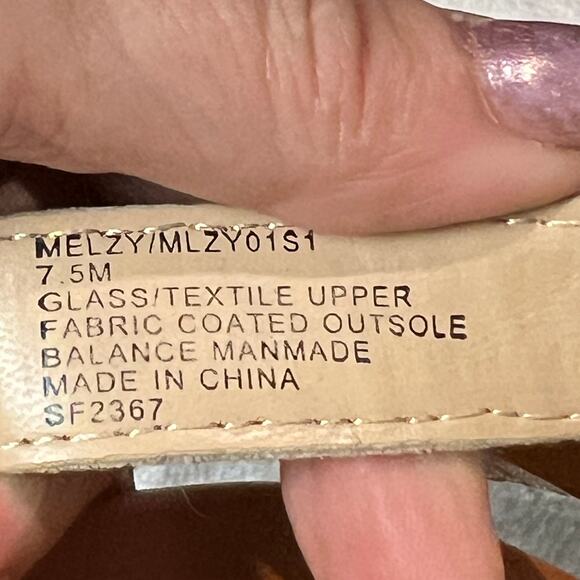 MELZY/MLZY01S1
7.5M
GLASS/TEXTILE UPPER
FABRIC COATED OUTSOLE
BALANCE MANMADE
MADE IN CHINA
SF2367